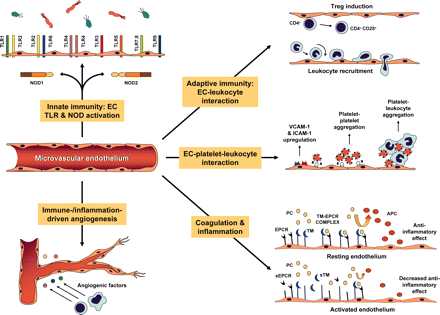 TLR1
TLR2
TLR2
TLR6
TLR4
TLR4
TLR3
TLR5
TLR7,8
TLR9
NOD1
NOD2
Innate immunity: EC
TLR & NOD activation
Microvascular endothelium
Immune-/inflammation-
driven angiogenesis
Angiogenic factors
Adaptive immunity:
EC-leukocyte
interaction
Treg induction
CD4+
CD4+ CD25+
Leukocyte recruitment
EC-platelet-leukocyte
interaction
VCAM-1
& ICAM-1
upregulation
Platelet-
platelet
aggregation
Platelet-
leukocyte
aggregation
Coagulation &
inflammation
PC
TM-EPCR
COMPLEX
APC
EPCR
TM
Anti-
inflammatory
effect
Resting endothelium
PC
sEPCR
sTM
Decreased anti-
inflammatory
effect
Activated endothelium